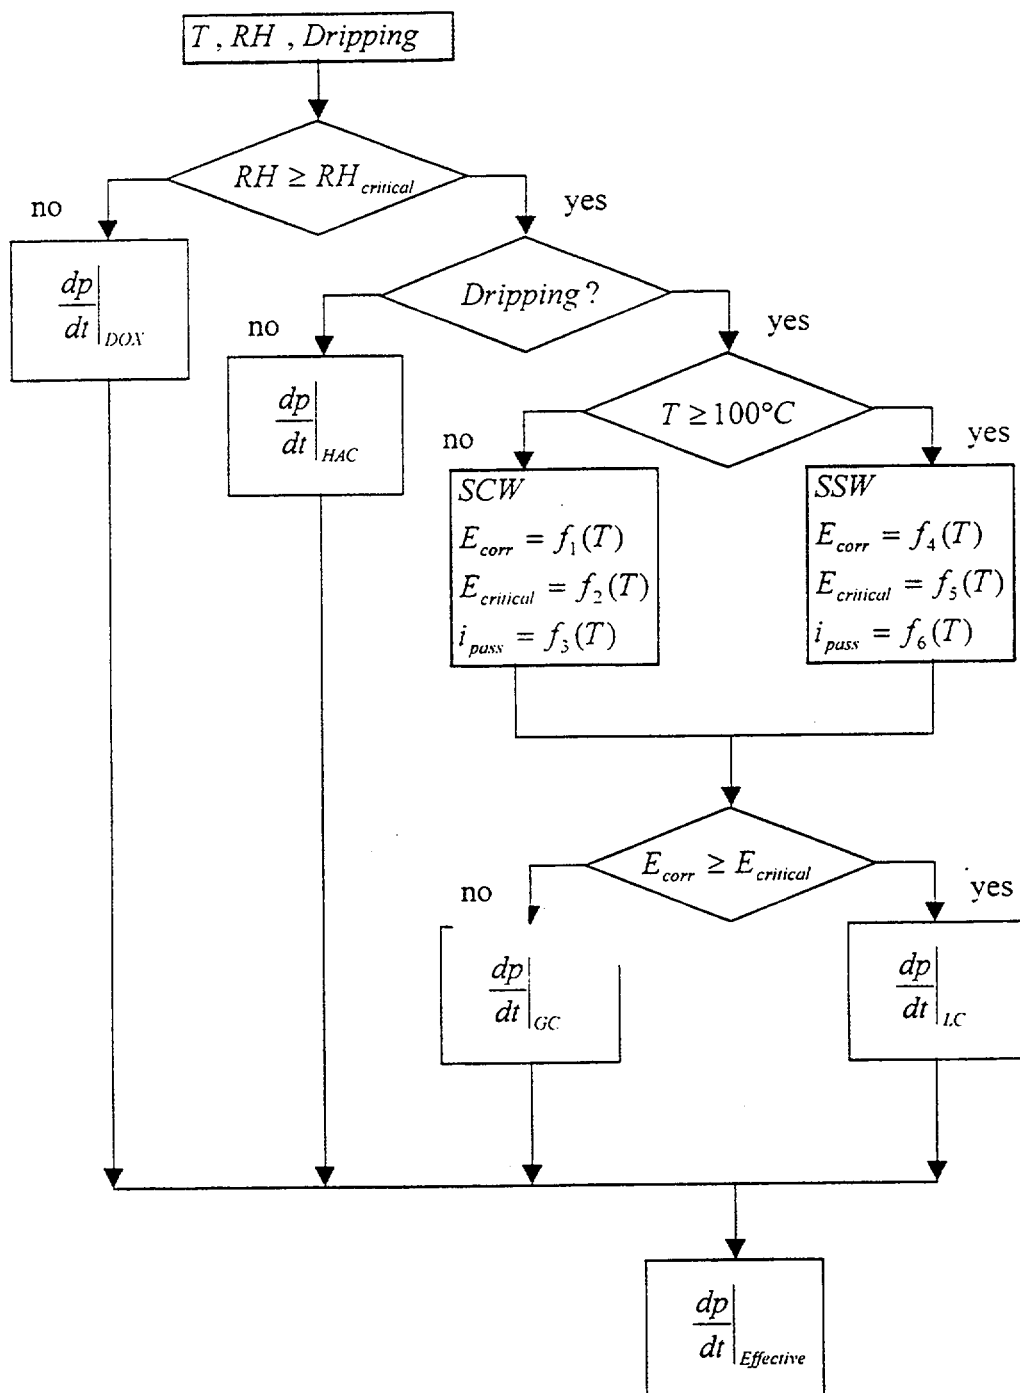 T , RH , Dripping
RH ≥ RH_critical
no
yes
dp/dt|_DOX
Dripping?
no
yes
dp/dt|_HAC
T ≥ 100°C
no
yes
SCW
E_corr = f_1(T)
E_critical = f_2(T)
i_pass = f_3(T)
SSW
E_corr = f_4(T)
E_critical = f_5(T)
i_pass = f_6(T)
E_corr ≥ E_critical
no
yes
dp/dt|_GC
dp/dt|_LC
dp/dt|_Effective